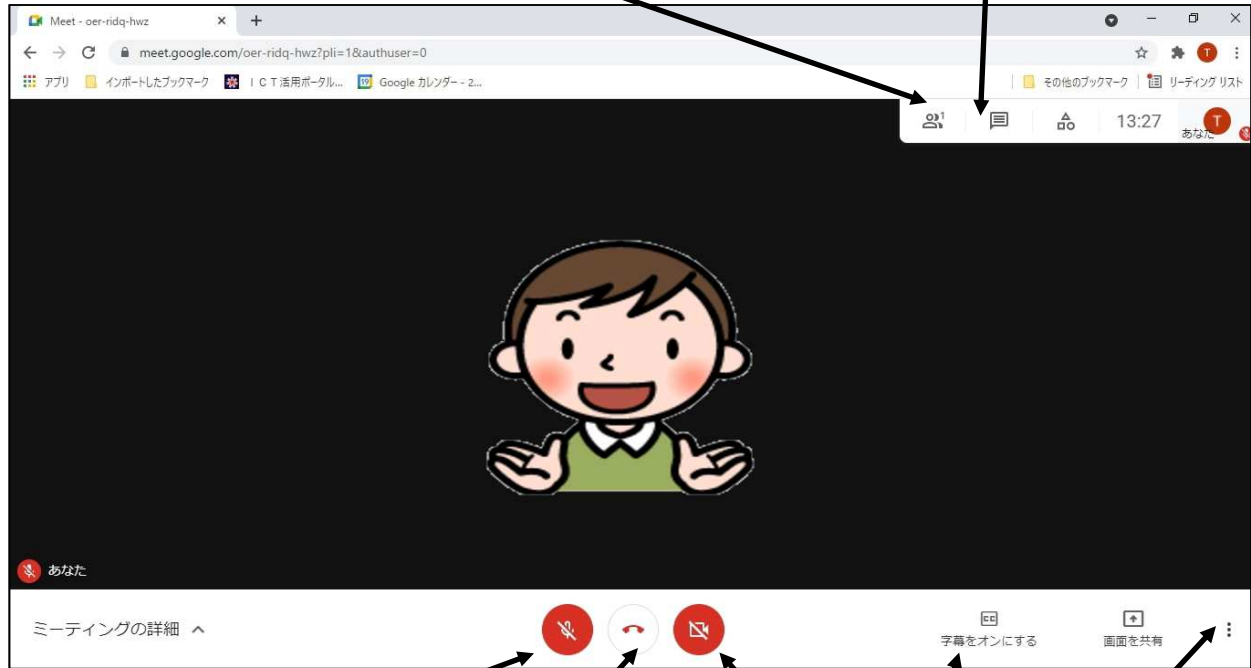 Meet - oer-ridq-hwz
meet.google.com/oer-ridq-hwz?pli=1&authuser=0
T
アプリ インポートしたブックマーク ＩＣＴ活用ポータル... 19 Google カレンダー - 2... その他のブックマーク リーディング リスト
1 13:27 あなた T
あなた
ミーティングの詳細 CC 字幕をオンにする 画面を共有